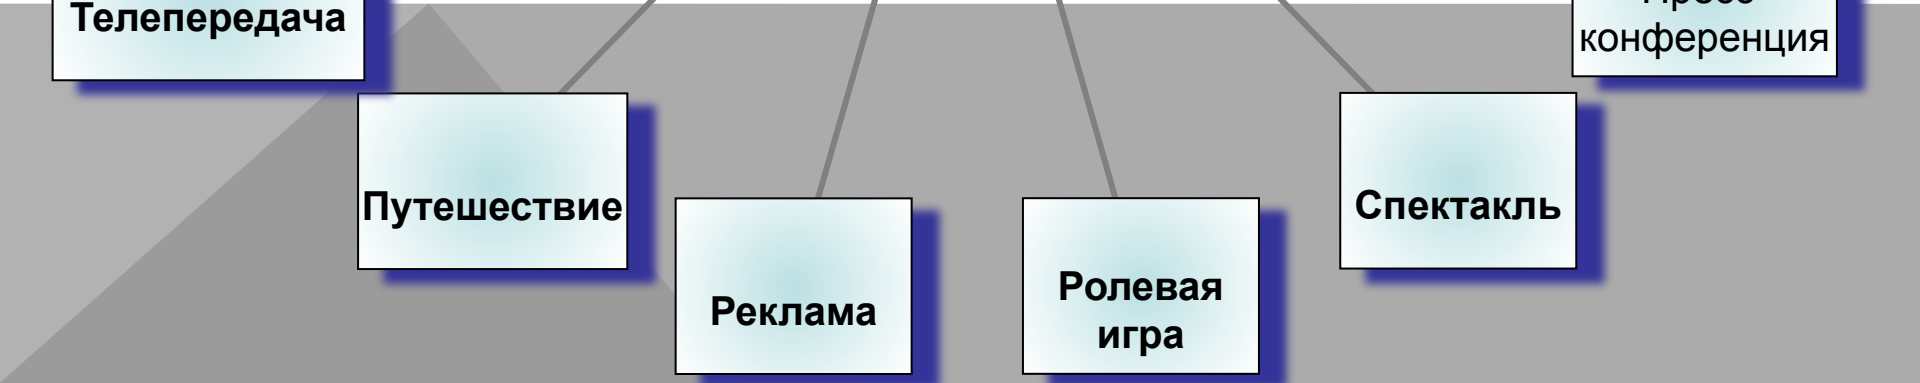 Телепередача
конференция
Путешествие
Спектакль
Реклама
Ролевая
игра